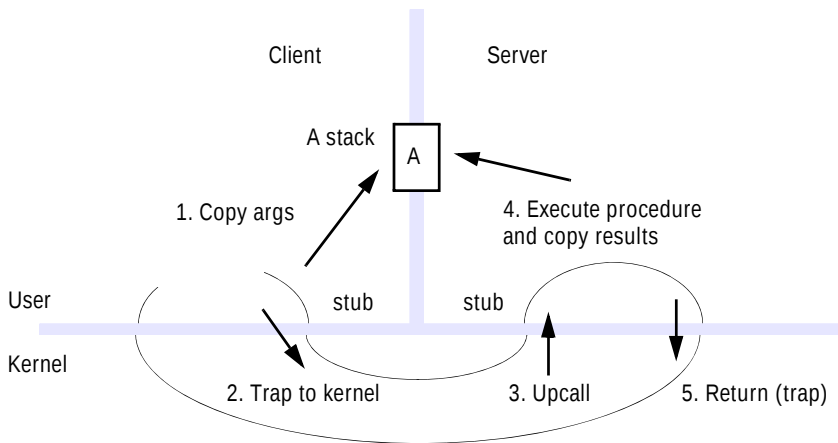 Client
Server
A stack
A
1. Copy args
4. Execute procedure
and copy results
User
stub
stub
Kernel
2. Trap to kernel
3. Upcall
5. Return (trap)